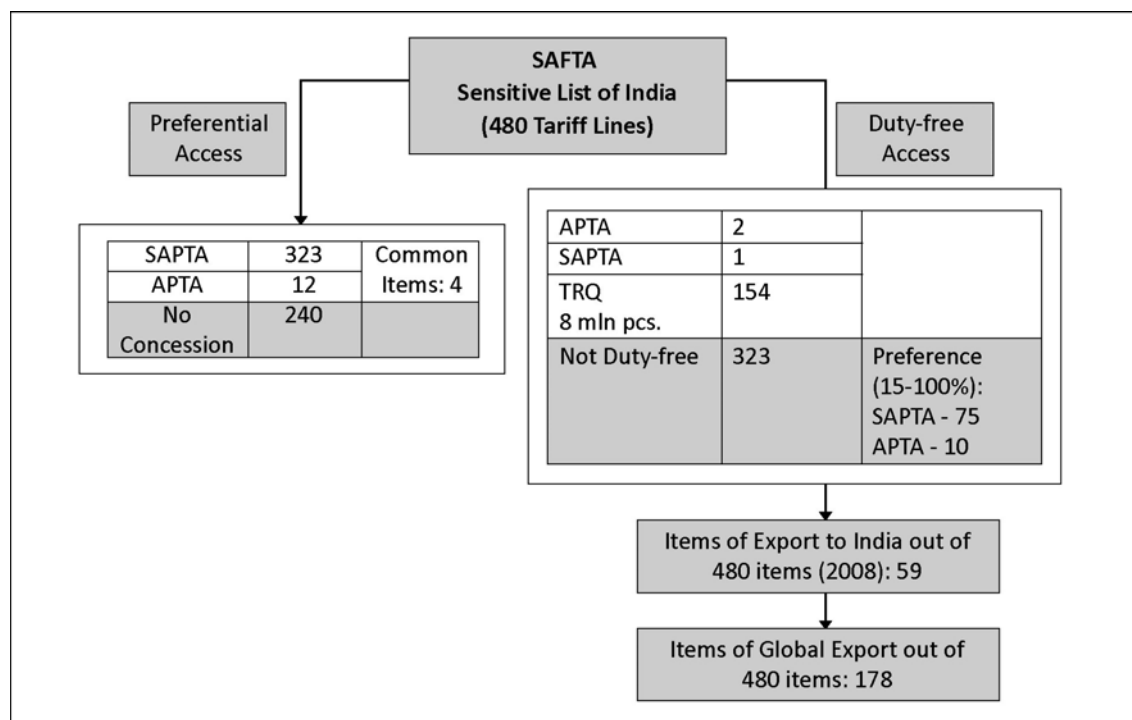 SAFTA
Sensitive List of India
(480 Tariff Lines)
Preferential
Access
Duty-free
Access
SAPTA 323 Common
APTA 12 Items: 4
No 240
Concession
APTA 2
SAPTA 1
TRQ 154
8 mln pcs.
Not Duty-free 323 Preference
(15-100%):
SAPTA - 75
APTA - 10
Items of Export to India out of
480 items (2008): 59
Items of Global Export out of
480 items: 178